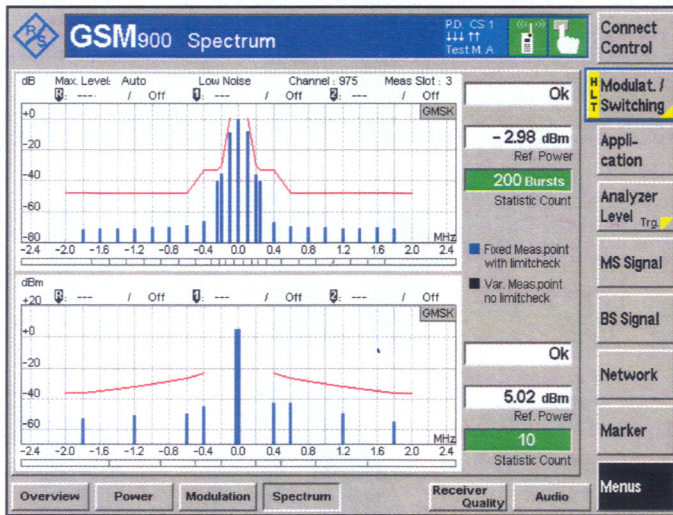 R&S
GSM900 Spectrum
P.D. CS 1
Test M. A
Connect Control
dB Max. Level: Auto Low Noise Channel : 975 Meas Slot : 3
R: --- / Off 1: --- / Off 2: --- / Off
GMSK
+0
-20
-40
-60
-80
MHz
-2.4 -2.0 -1.6 -1.2 -0.8 -0.4 0.0 0.4 0.8 1.2 1.6 2.0 2.4
Ok
-2.98 dBm
Ref. Power
200 Bursts
Statistic Count
Fixed Meas.point
with limitcheck
Var. Meas.point
no limitcheck
dBm
R: --- / Off 1: --- / Off 2: --- / Off
GMSK
+20
+0
-20
-40
-60
MHz
-2.4 -2.0 -1.6 -1.2 -0.8 -0.4 0.0 0.4 0.8 1.2 1.6 2.0 2.4
Ok
5.02 dBm
Ref. Power
10
Statistic Count
HLT
Modulat. /
Switching
Appli-
cation
Analyzer
Level Trg.
MS Signal
BS Signal
Network
Marker
Menus
Overview
Power
Modulation
Spectrum
Receiver
Quality
Audio